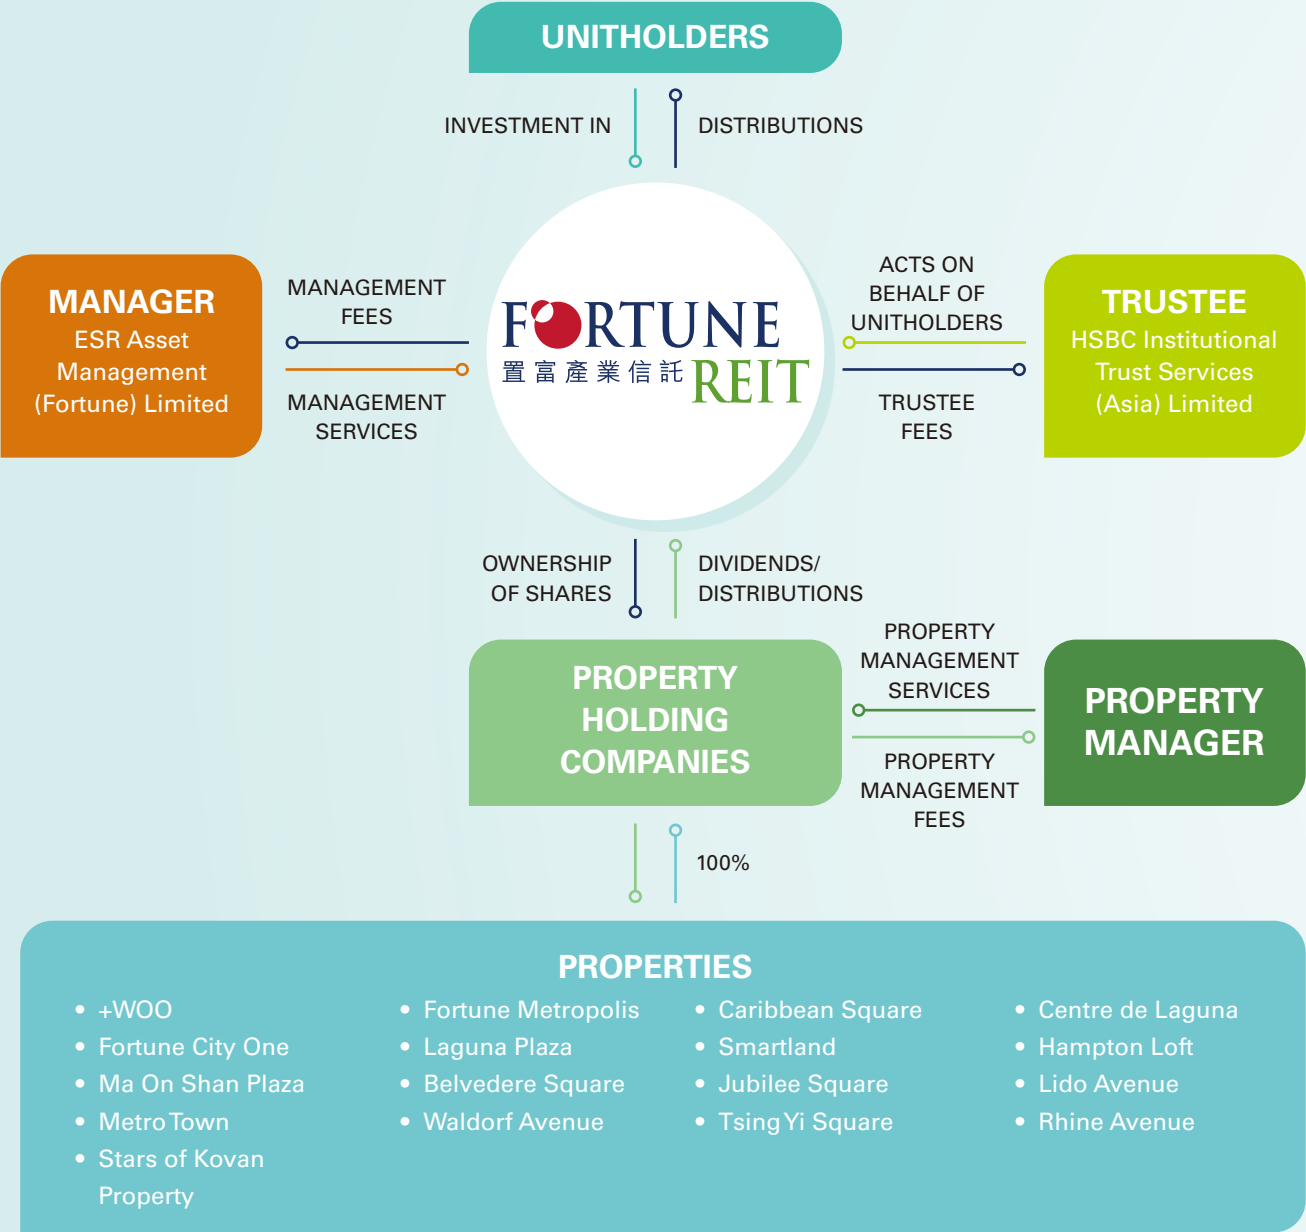 UNITHOLDERS
INVESTMENT IN
DISTRIBUTIONS
MANAGER
ESR Asset
Management
(Fortune) Limited
MANAGEMENT
FEES
MANAGEMENT
SERVICES
FORTUNE
置富產業信託 REIT
ACTS ON
BEHALF OF
UNITHOLDERS
TRUSTEE
FEES
TRUSTEE
HSBC Institutional
Trust Services
(Asia) Limited
OWNERSHIP
OF SHARES
DIVIDENDS/
DISTRIBUTIONS
PROPERTY
HOLDING
COMPANIES
PROPERTY
MANAGEMENT
SERVICES
PROPERTY
MANAGEMENT
FEES
PROPERTY
MANAGER
100%
PROPERTIES
• +WOO
• Fortune City One
• Ma On Shan Plaza
• Metro Town
• Stars of Kovan
Property
• Fortune Metropolis
• Laguna Plaza
• Belvedere Square
• Waldorf Avenue
• Caribbean Square
• Smartland
• Jubilee Square
• Tsing Yi Square
• Centre de Laguna
• Hampton Loft
• Lido Avenue
• Rhine Avenue